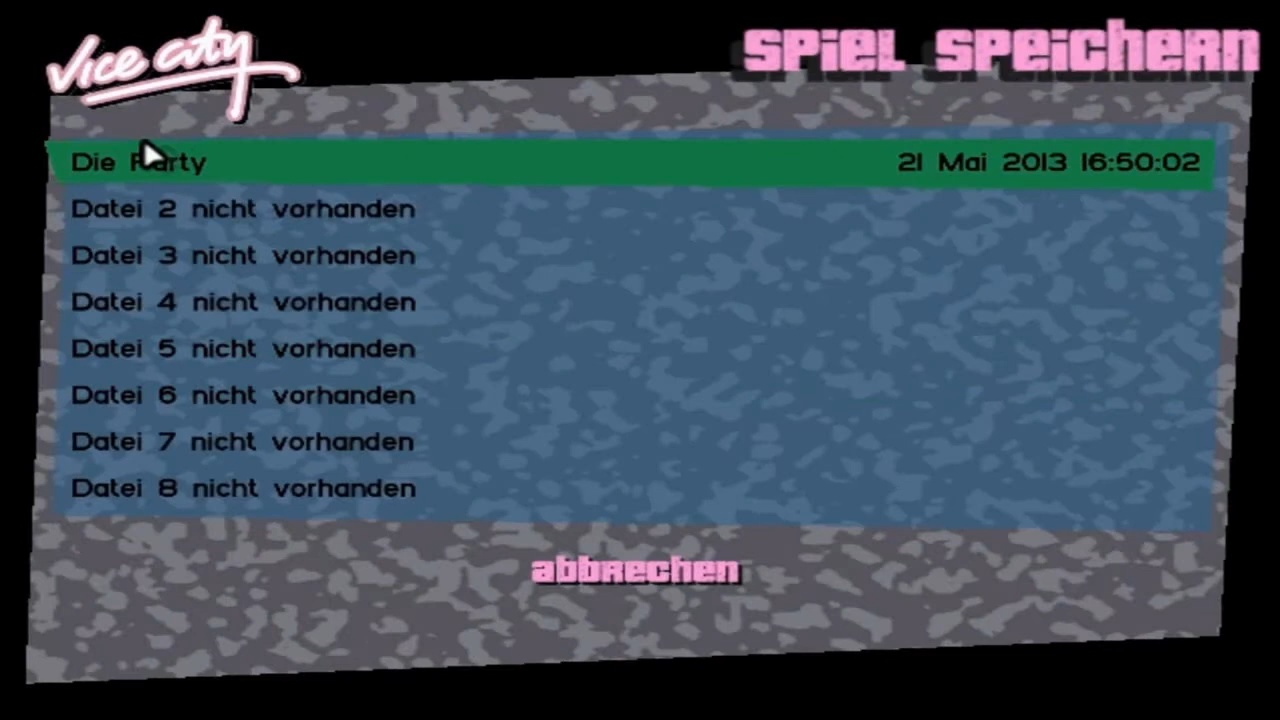 Vice City
SPiEL SPEiCHERN
Die Party 21 Mai 2013 16:50:02
Datei 2 nicht vorhanden
Datei 3 nicht vorhanden
Datei 4 nicht vorhanden
Datei 5 nicht vorhanden
Datei 6 nicht vorhanden
Datei 7 nicht vorhanden
Datei 8 nicht vorhanden
abbrechen